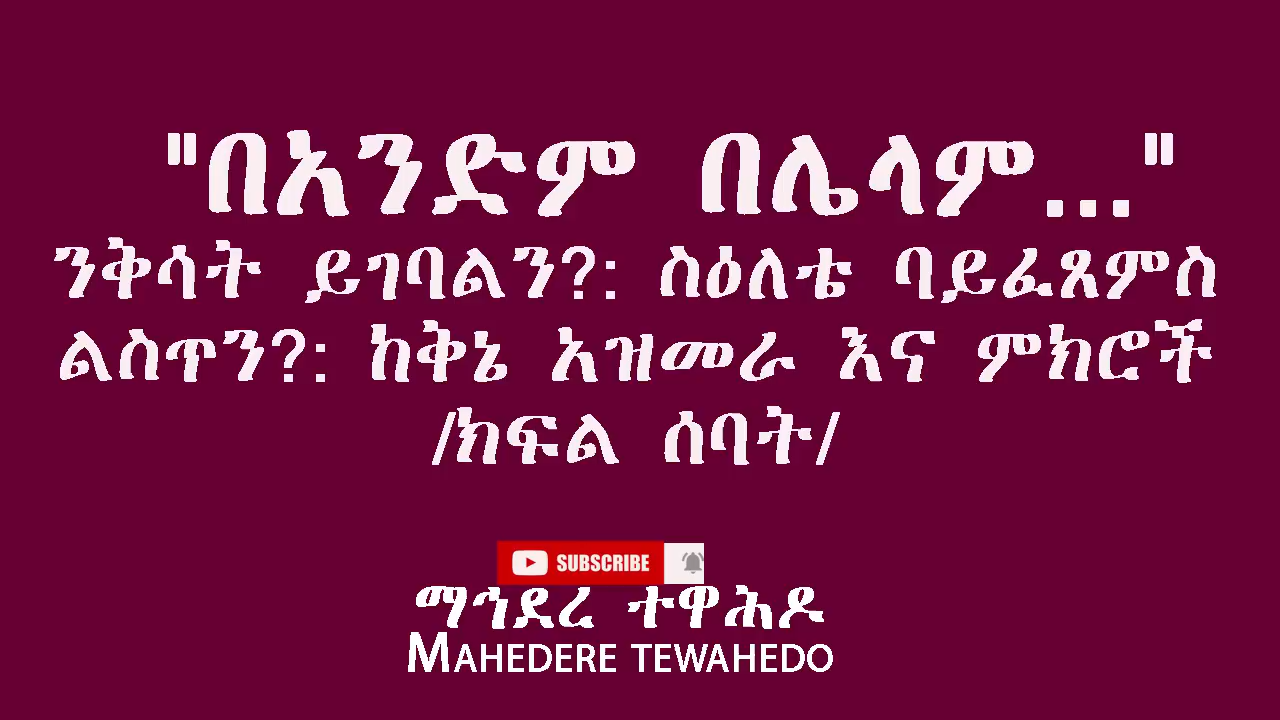 "በአንድም በሌላም..."
ንቅሳት ይገባልን?: ስዕለቴ ባይፈጸምስ
ልስጥን?: ከቅኔ አዝመራ እና ምክሮች
/ክፍል ሰባት/
SUBSCRIBE
ማኅደረ ተዋሕዶ
MAHEDERE TEWAHEDO